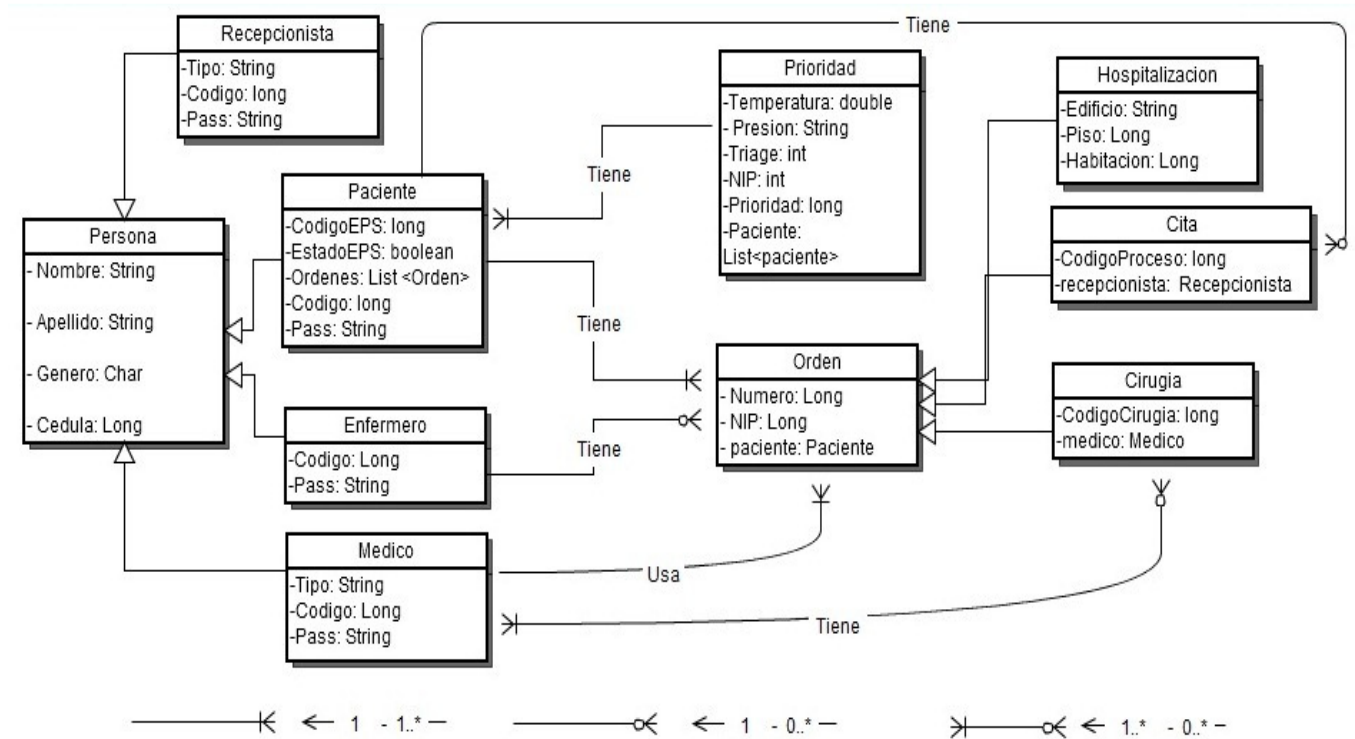 Tiene
Recepcionista
-Tipo: String
-Codigo: long
-Pass: String
Prioridad
-Temperatura: double
- Presion: String
-Triage: int
-NIP: int
-Prioridad: long
-Paciente:
List<paciente>
Hospitalizacion
-Edificio: String
-Piso: Long
-Habitacion: Long
Tiene
Paciente
-CodigoEPS: long
-EstadoEPS: boolean
-Ordenes: List <Orden>
-Codigo: long
-Pass: String
Persona
- Nombre: String
- Apellido: String
- Genero: Char
- Cedula: Long
Cita
-CodigoProceso: long
-recepcionista: Recepcionista
Tiene
Orden
- Numero: Long
- NIP: Long
- paciente: Paciente
Cirugia
-CodigoCirugia: long
-medico: Medico
Enfermero
-Codigo: Long
-Pass: String
Tiene
Medico
-Tipo: String
-Codigo: Long
-Pass: String
Usa
Tiene
1 - 1..*
1 - 0..*
1..* - 0..*